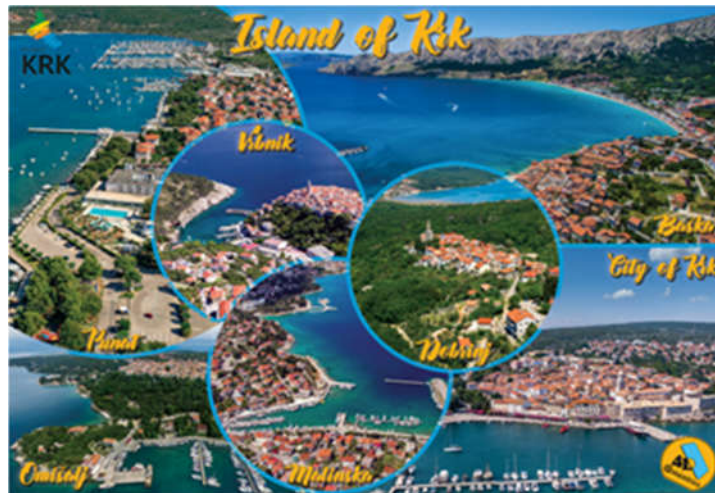 KRK
Island of Krk
Vrbnik
Baška
City of Krk
Punat
Dobrinj
Omišalj
Malinska